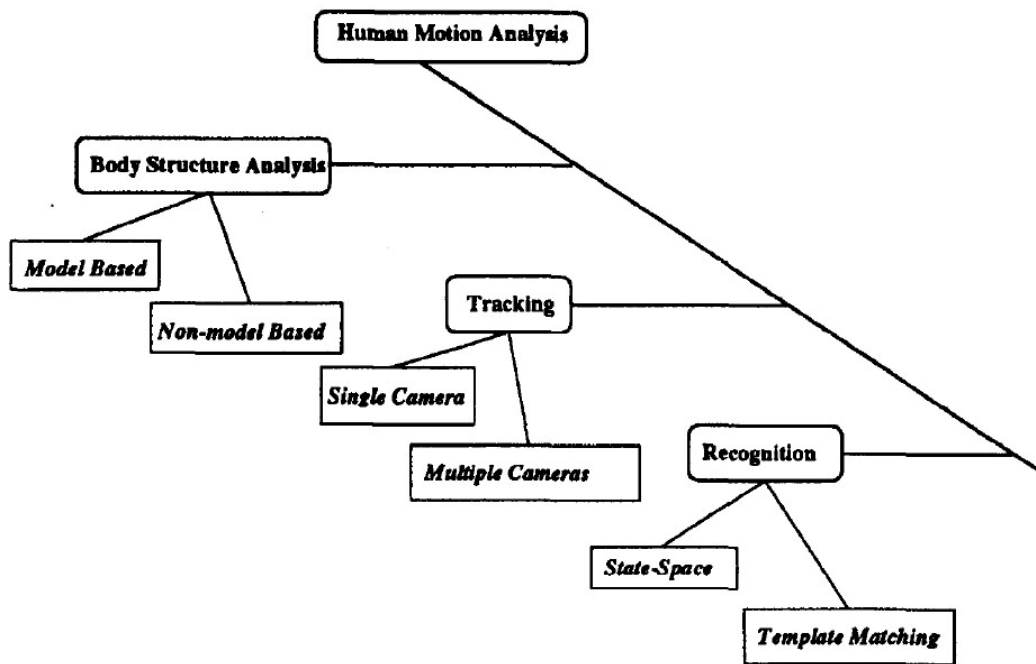 Human Motion Analysis
Body Structure Analysis
Model Based
Non-model Based
Tracking
Single Camera
Multiple Cameras
Recognition
State-Space
Template Matching